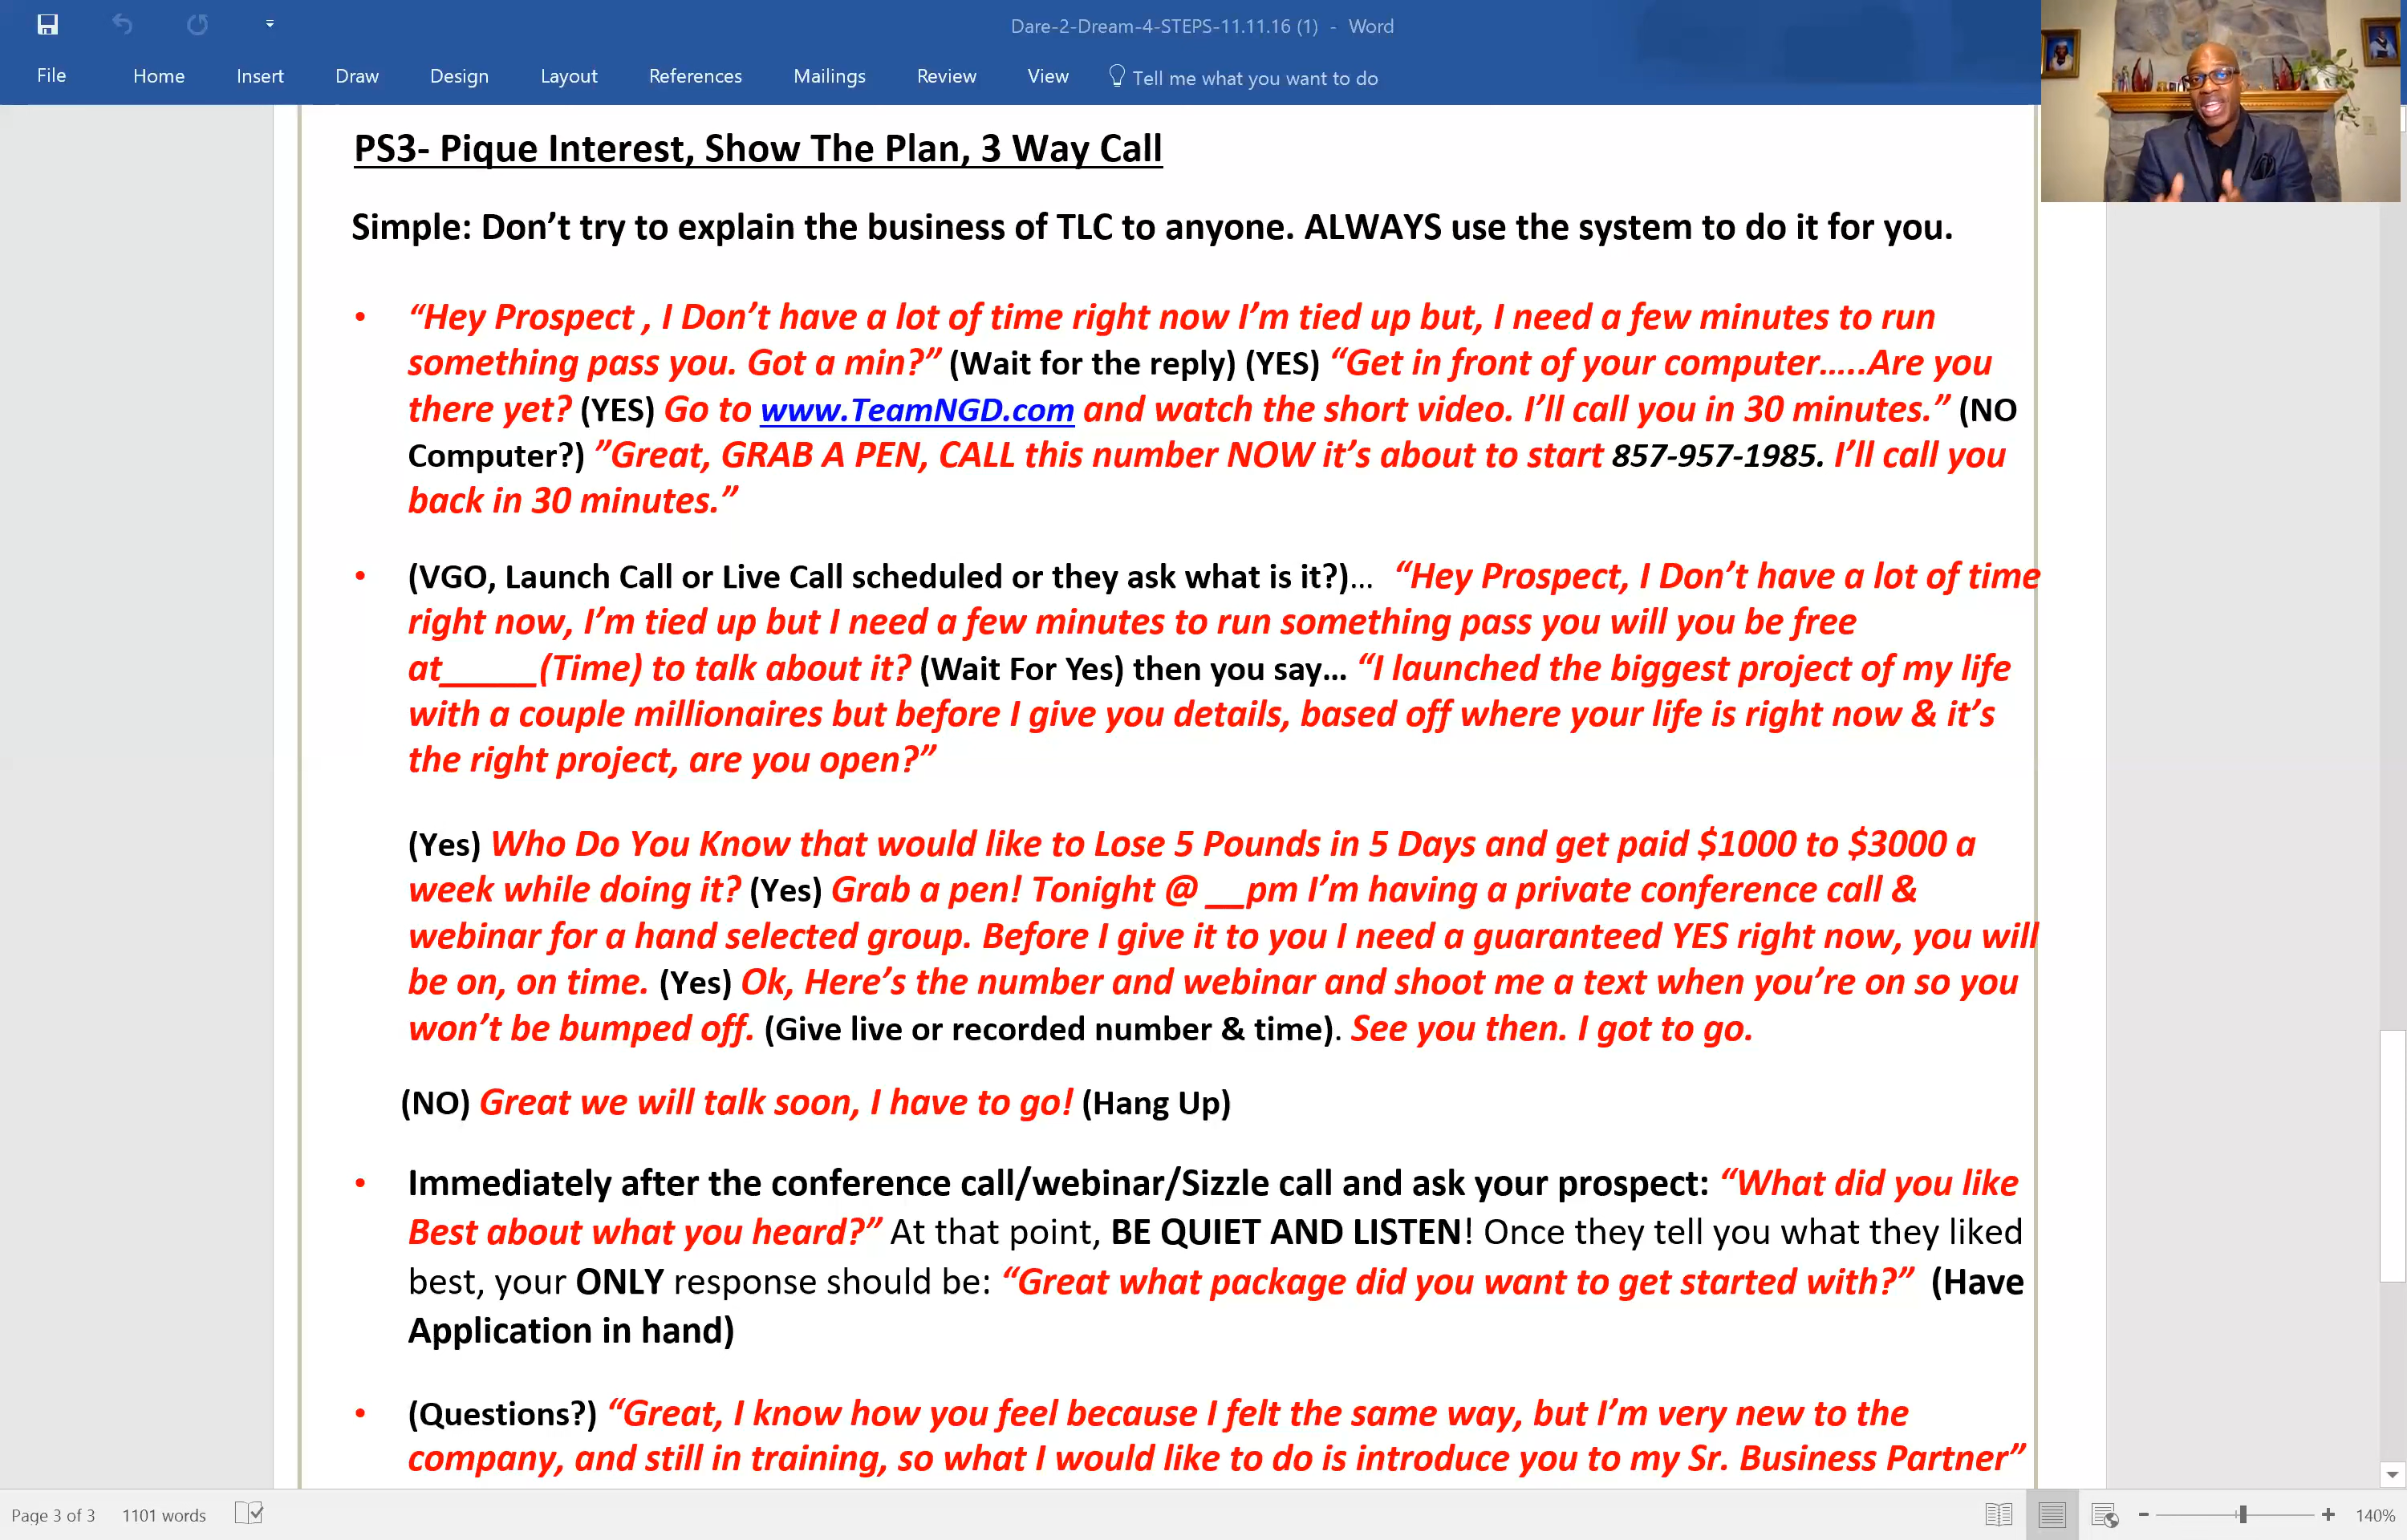 Dare-2-Dream-4-STEPS-11.11.16 (1) - Word
File Home Insert Draw Design Layout References Mailings Review View Tell me what you want to do
PS3- Pique Interest, Show The Plan, 3 Way Call
Simple: Don’t try to explain the business of TLC to anyone. ALWAYS use the system to do it for you.
• “Hey Prospect , I Don’t have a lot of time right now I’m tied up but, I need a few minutes to run
something pass you. Got a min?” (Wait for the reply) (YES) “Get in front of your computer…..Are you
there yet? (YES) Go to www.TeamNGD.com and watch the short video. I’ll call you in 30 minutes.” (NO
Computer?) ”Great, GRAB A PEN, CALL this number NOW it’s about to start 857-957-1985. I’ll call you
back in 30 minutes.”
• (VGO, Launch Call or Live Call scheduled or they ask what is it?)… “Hey Prospect, I Don’t have a lot of time
right now, I’m tied up but I need a few minutes to run something pass you will you be free
at______(Time) to talk about it? (Wait For Yes) then you say… “I launched the biggest project of my life
with a couple millionaires but before I give you details, based off where your life is right now & it’s
the right project, are you open?”
(Yes) Who Do You Know that would like to Lose 5 Pounds in 5 Days and get paid $1000 to $3000 a
week while doing it? (Yes) Grab a pen! Tonight @ __pm I’m having a private conference call &
webinar for a hand selected group. Before I give it to you I need a guaranteed YES right now, you will
be on, on time. (Yes) Ok, Here’s the number and webinar and shoot me a text when you’re on so you
won’t be bumped off. (Give live or recorded number & time). See you then. I got to go.
(NO) Great we will talk soon, I have to go! (Hang Up)
• Immediately after the conference call/webinar/Sizzle call and ask your prospect: “What did you like
Best about what you heard?” At that point, BE QUIET AND LISTEN! Once they tell you what they liked
best, your ONLY response should be: “Great what package did you want to get started with?” (Have
Application in hand)
• (Questions?) “Great, I know how you feel because I felt the same way, but I’m very new to the
company, and still in training, so what I would like to do is introduce you to my Sr. Business Partner”
Page 3 of 3 1101 words 140%